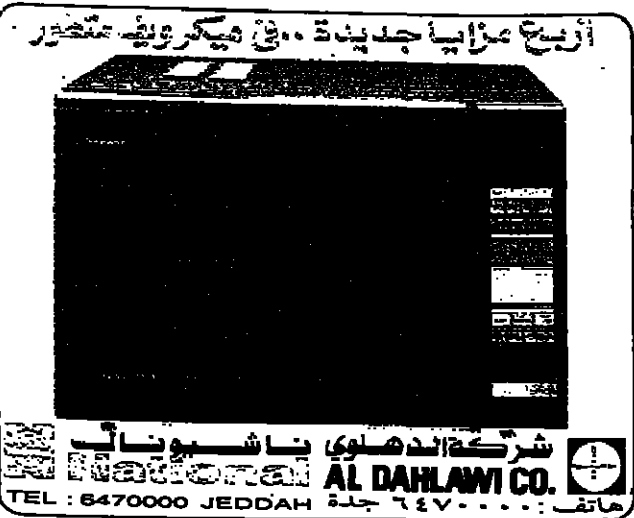 أربع مزايا جديدة .. في ميكرويف متطور
شركة الدهلوي ناشيونال
National AL DAHLAWI CO.
TEL : 6470000 JEDDAH هاتف : ٦٤٧٠٠٠٠ جدة